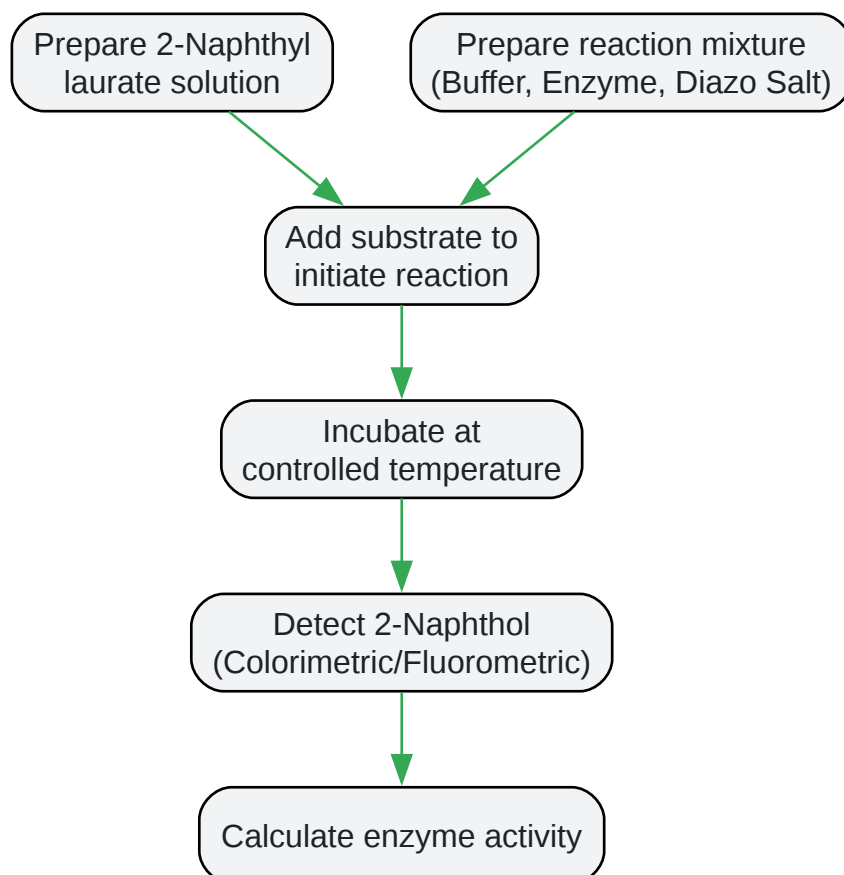 Prepare 2-Naphthyl
laurate solution
Prepare reaction mixture
(Buffer, Enzyme, Diazo Salt)
Add substrate to
initiate reaction
Incubate at
controlled temperature
Detect 2-Naphthol
(Colorimetric/Fluorometric)
Calculate enzyme activity